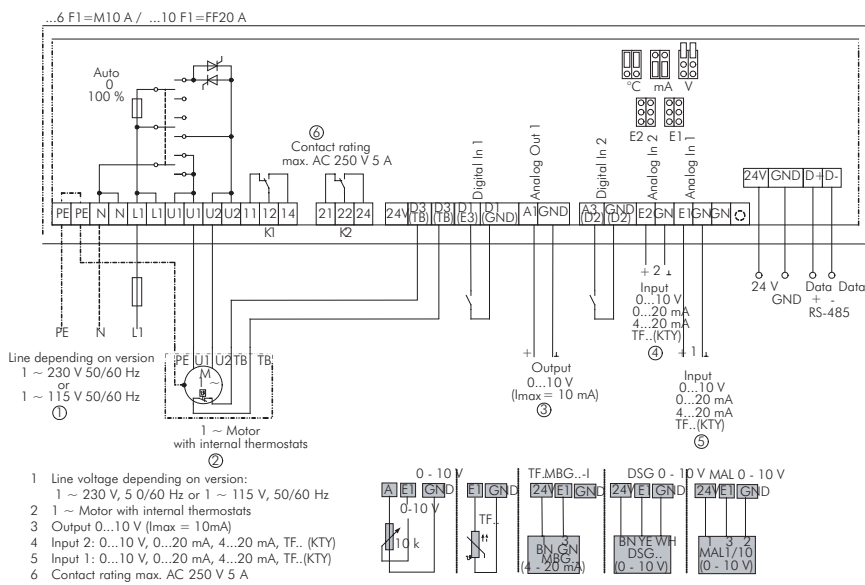 ...6 F1=M10 A / ...10 F1=FF20 A
Auto
0
100 %
6
Contact rating
max. AC 250 V 5 A
Digital In 1
Analog Out 1
Digital In 2
Analog In 2
Analog In 1
°C mA V
E2 E1
24V GND D+ D-
PE PE N N L1 L1 U1 U1 U2 U2 11 12 14
K1
21 22 24
K2
24V D3 (TB) D3 (TB) D1 (E3) D1 (GND)
A1 GND
A3 (D2) GND (D2) E2 GN E1 GN GN
24 V
GND
Data +
Data -
RS-485
PE N L1
Line depending on version
1 ~ 230 V 50/60 Hz
or
1 ~ 115 V 50/60 Hz
1
PE U1 U2 TB TB
M
1 ~
1 ~ Motor
with internal thermostats
2
+ ⊥
Output
0...10 V
(Imax = 10 mA)
3
+ 2 ⊥
Input
0...10 V
0...20 mA
4...20 mA
TF..(KTY)
4
+ 1 ⊥
Input
0...10 V
0...20 mA
4...20 mA
TF..(KTY)
5
1 Line voltage depending on version:
1 ~ 230 V, 5 0/60 Hz or 1 ~ 115 V, 50/60 Hz
2 1 ~ Motor with internal thermostats
3 Output 0...10 V (Imax = 10mA)
4 Input 2: 0...10 V, 0...20 mA, 4...20 mA, TF.. (KTY)
5 Input 1: 0...10 V, 0...20 mA, 4...20 mA, TF..(KTY)
6 Contact rating max. AC 250 V 5 A
0 - 10 V
A E1 GND
0-10 V
10 k
E1 GND
TF..
TF.MBG..-I
24V E1 GND
1 3
BN GN
MBG..
(4 - 20 mA)
DSG 0 - 10 V
24V E1 GND
BN YE WH
DSG..
(0 - 10 V)
MAL 0 - 10 V
24V E1 GND
1 3 2
MAL1/10
(0 - 10 V)